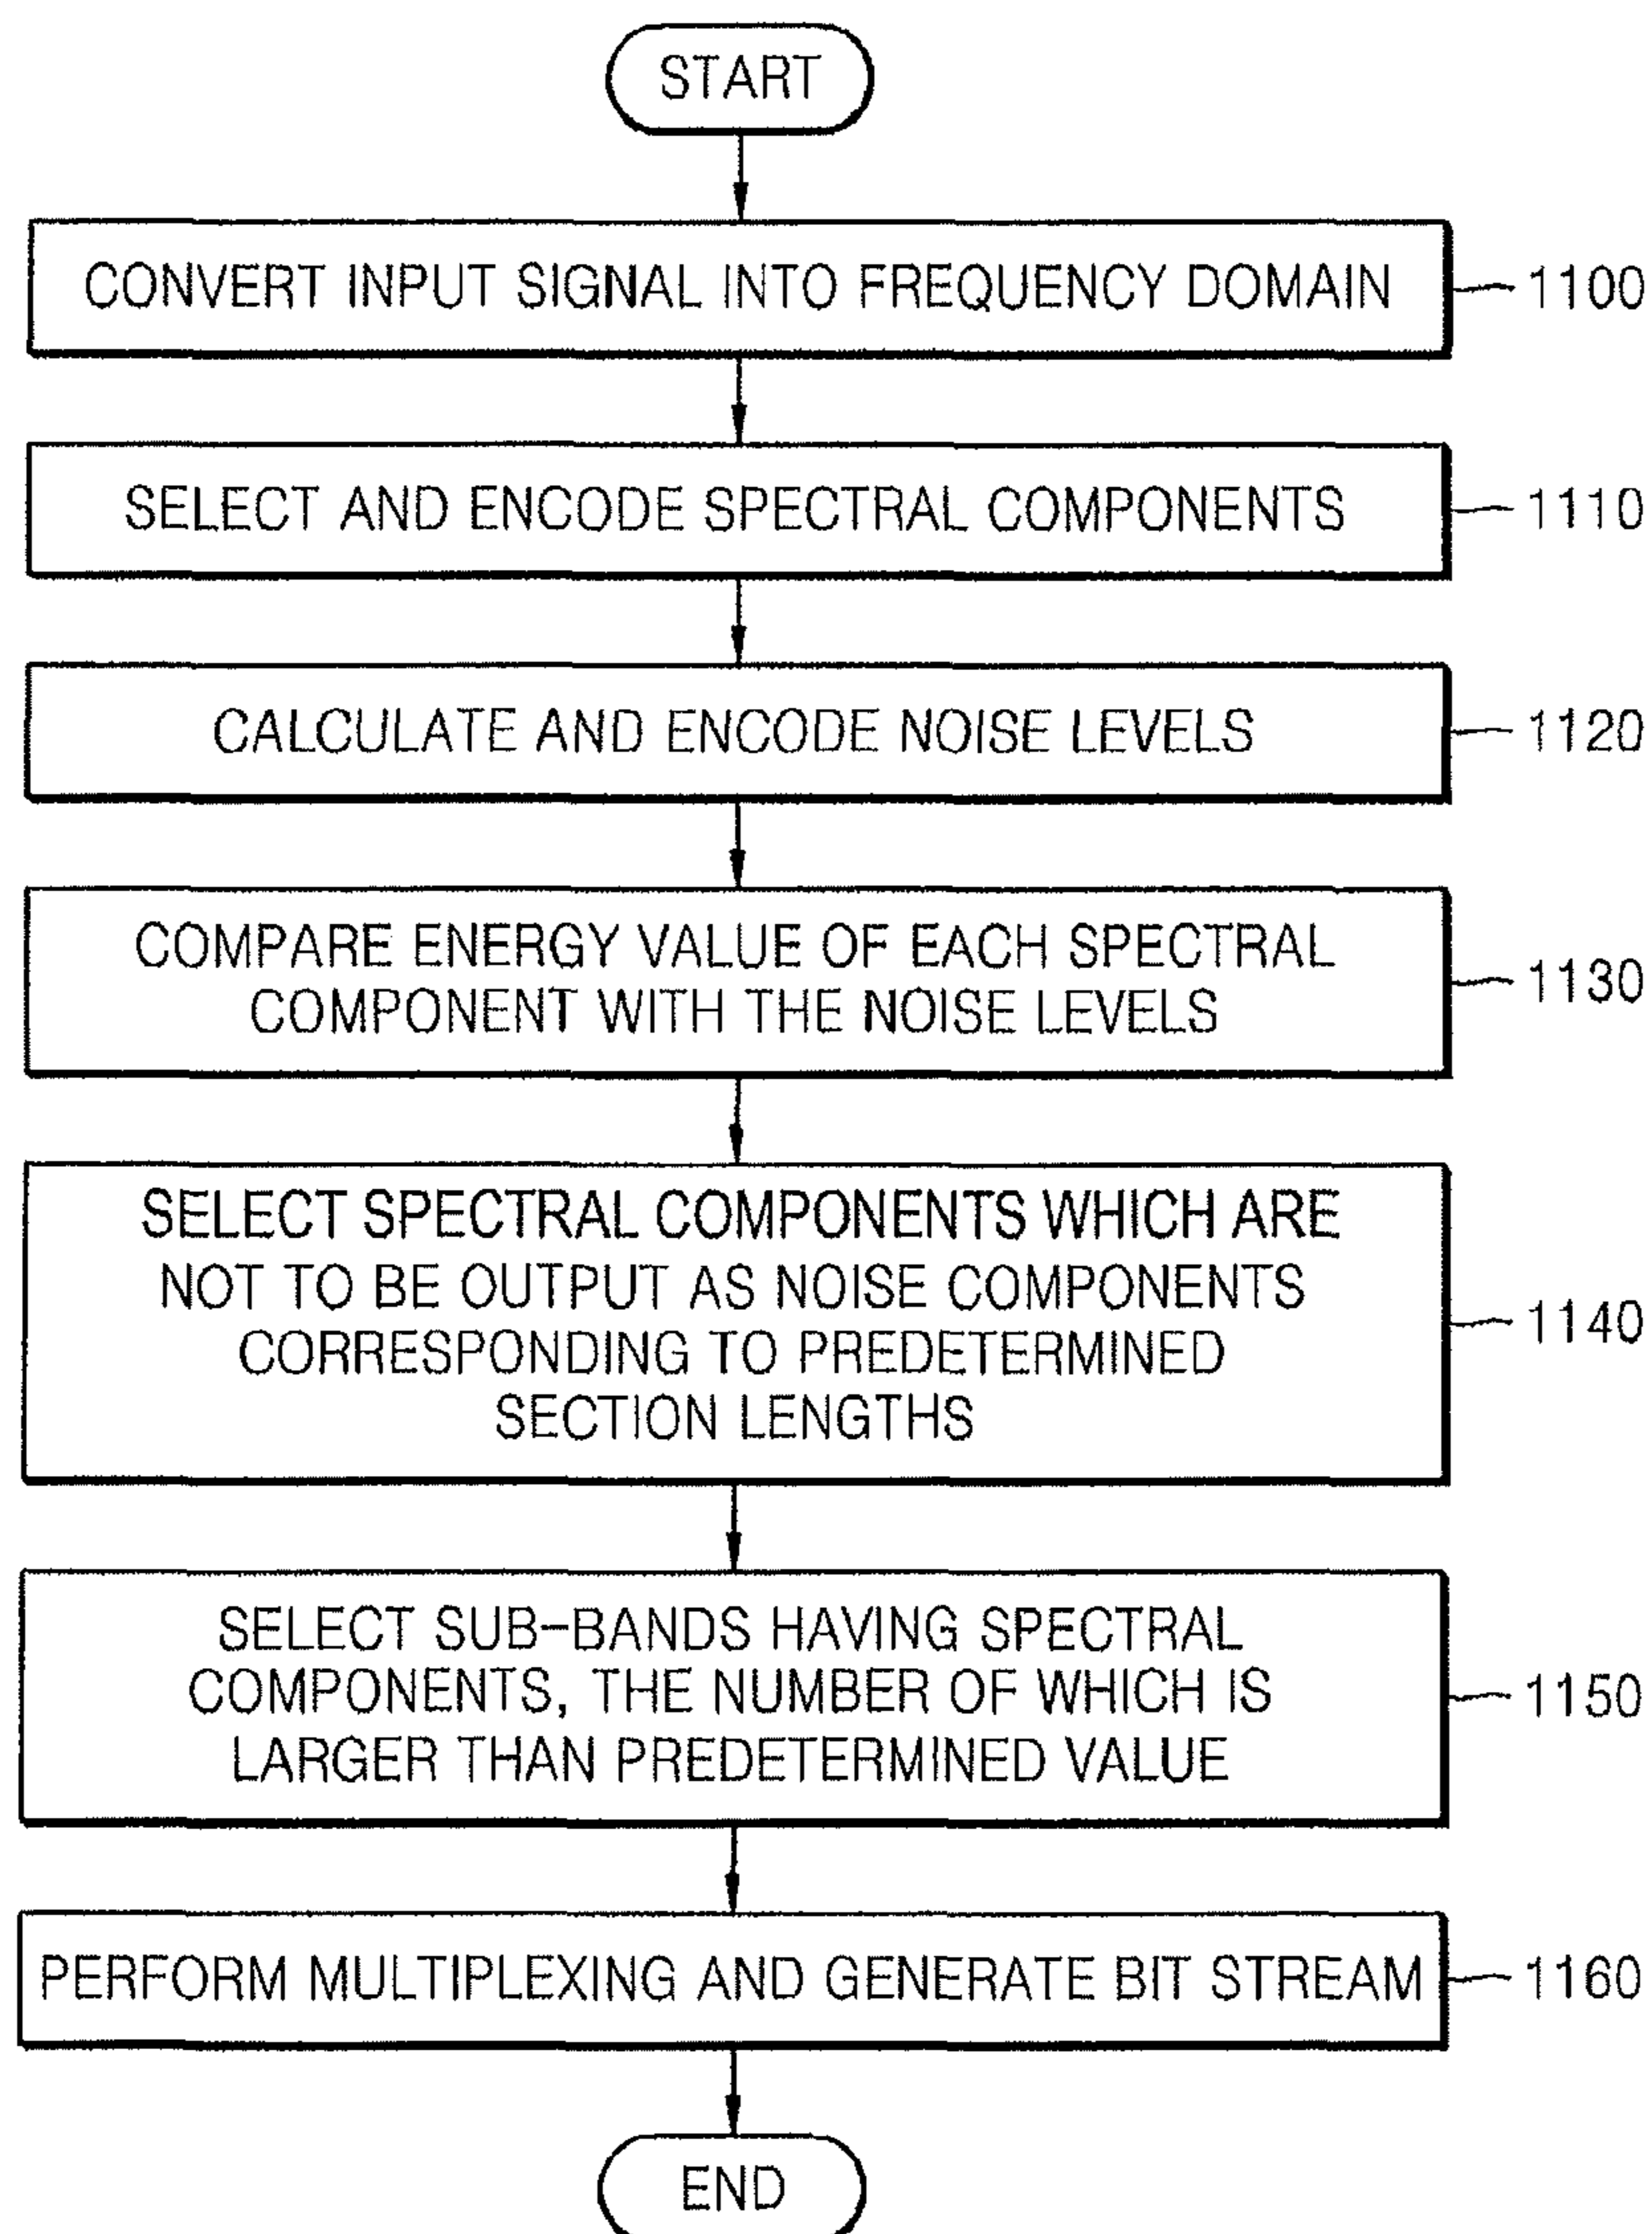 START
CONVERT INPUT SIGNAL INTO FREQUENCY DOMAIN
1100
SELECT AND ENCODE SPECTRAL COMPONENTS
1110
CALCULATE AND ENCODE NOISE LEVELS
1120
COMPARE ENERGY VALUE OF EACH SPECTRAL
COMPONENT WITH THE NOISE LEVELS
1130
SELECT SPECTRAL COMPONENTS WHICH ARE
NOT TO BE OUTPUT AS NOISE COMPONENTS
CORRESPONDING TO PREDETERMINED
SECTION LENGTHS
1140
SELECT SUB-BANDS HAVING SPECTRAL
COMPONENTS, THE NUMBER OF WHICH IS
LARGER THAN PREDETERMINED VALUE
1150
PERFORM MULTIPLEXING AND GENERATE BIT STREAM
1160
END